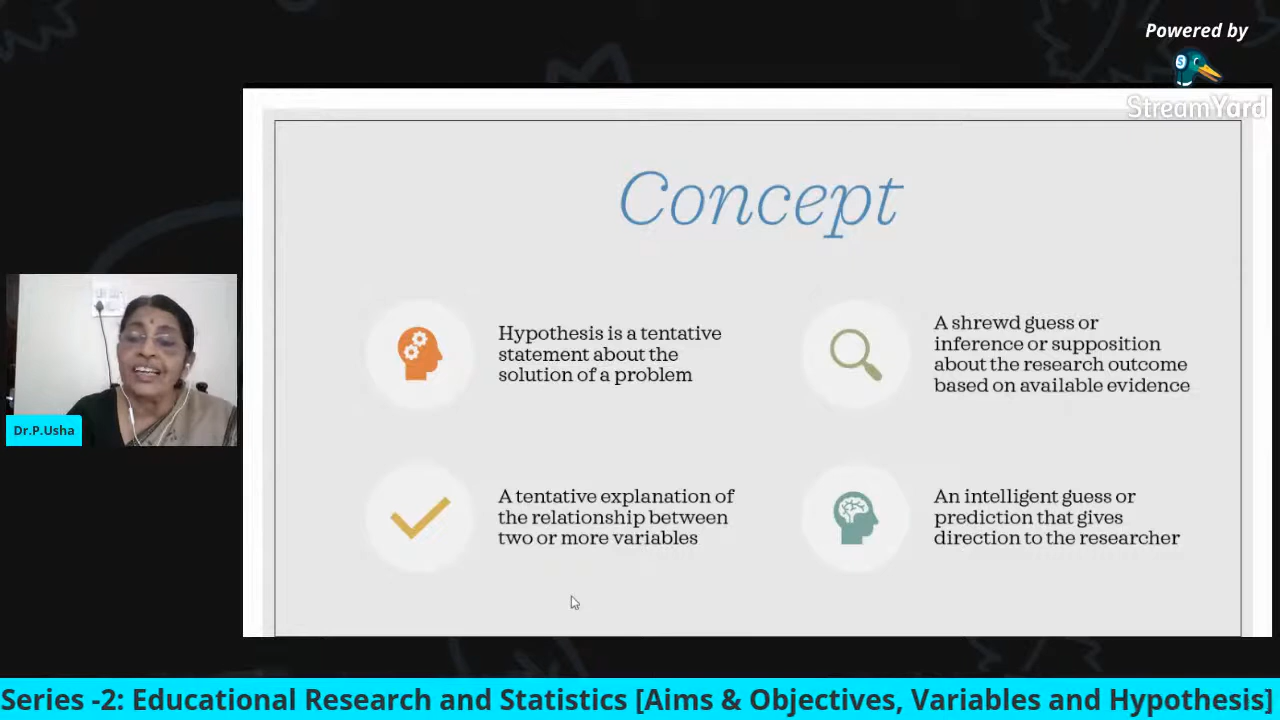 Powered by
StreamYard
Concept
Hypothesis is a tentative
statement about the
solution of a problem
A shrewd guess or
inference or supposition
about the research outcome
based on available evidence
A tentative explanation of
the relationship between
two or more variables
An intelligent guess or
prediction that gives
direction to the researcher
Dr.P.Usha
Series -2: Educational Research and Statistics [Aims & Objectives, Variables and Hypothesis]